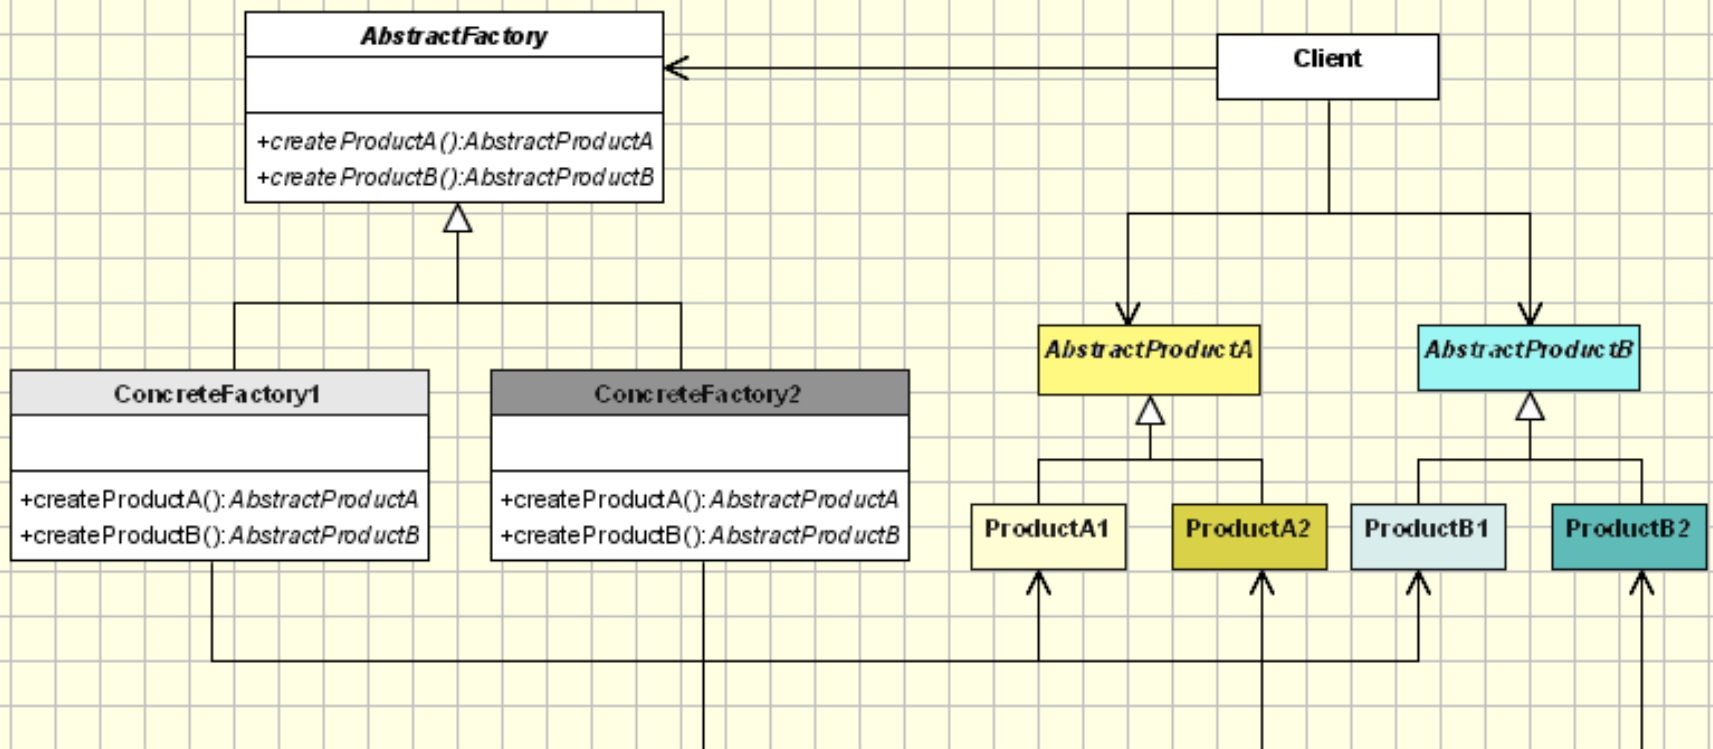 AbstractFactory
+createProductA():AbstractProductA
+createProductB():AbstractProductB
Client
ConcreteFactory1
+createProductA():AbstractProductA
+createProductB():AbstractProductB
ConcreteFactory2
+createProductA():AbstractProductA
+createProductB():AbstractProductB
AbstractProductA
AbstractProductB
ProductA1
ProductA2
ProductB1
ProductB2